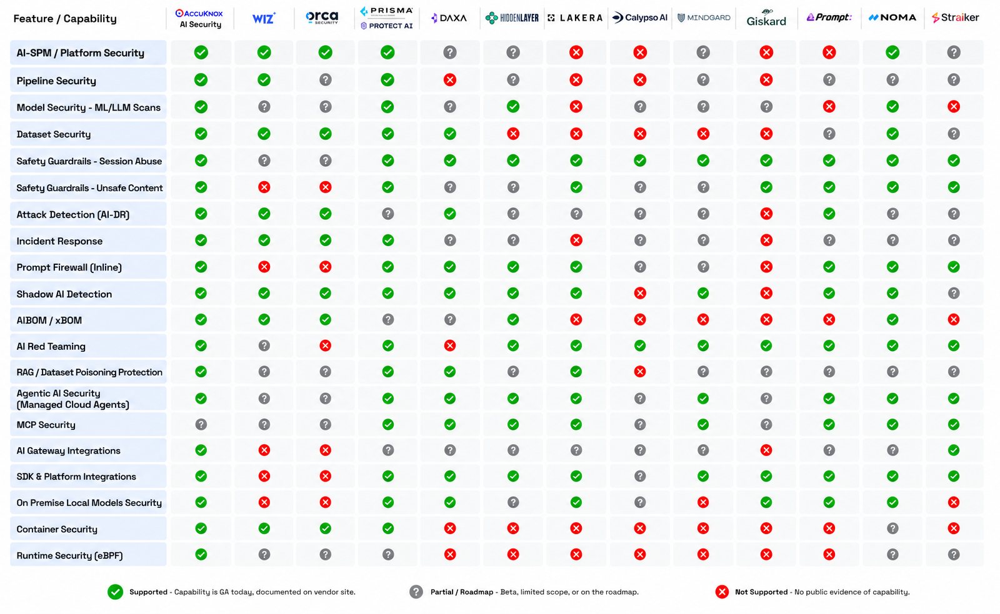 Feature / Capability
ACCUKNOX
AI Security
WIZ
orca
SECURITY
PRISMA
PROTECT AI
DAXA
HIDDENLAYER
LAKERA
Calypso AI
MINDGARD
Giskard
Prompt:
NOMA
Straiker
AI-SPM / Platform Security
Pipeline Security
Model Security - ML/LLM Scans
Dataset Security
Safety Guardrails - Session Abuse
Safety Guardrails - Unsafe Content
Attack Detection (AI-DR)
Incident Response
Prompt Firewall (Inline)
Shadow AI Detection
AIBOM / xBOM
AI Red Teaming
RAG / Dataset Poisoning Protection
Agentic AI Security
(Managed Cloud Agents)
MCP Security
AI Gateway Integrations
SDK & Platform Integrations
On Premise Local Models Security
Container Security
Runtime Security (eBPF)
Supported - Capability is GA today, documented on vendor site.
Partial / Roadmap - Beta, limited scope, or on the roadmap.
Not Supported - No public evidence of capability.